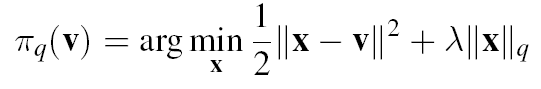 π_q(𝐯) = arg min_𝐱 1/2 ‖𝐱 − 𝐯‖² + λ‖𝐱‖_q